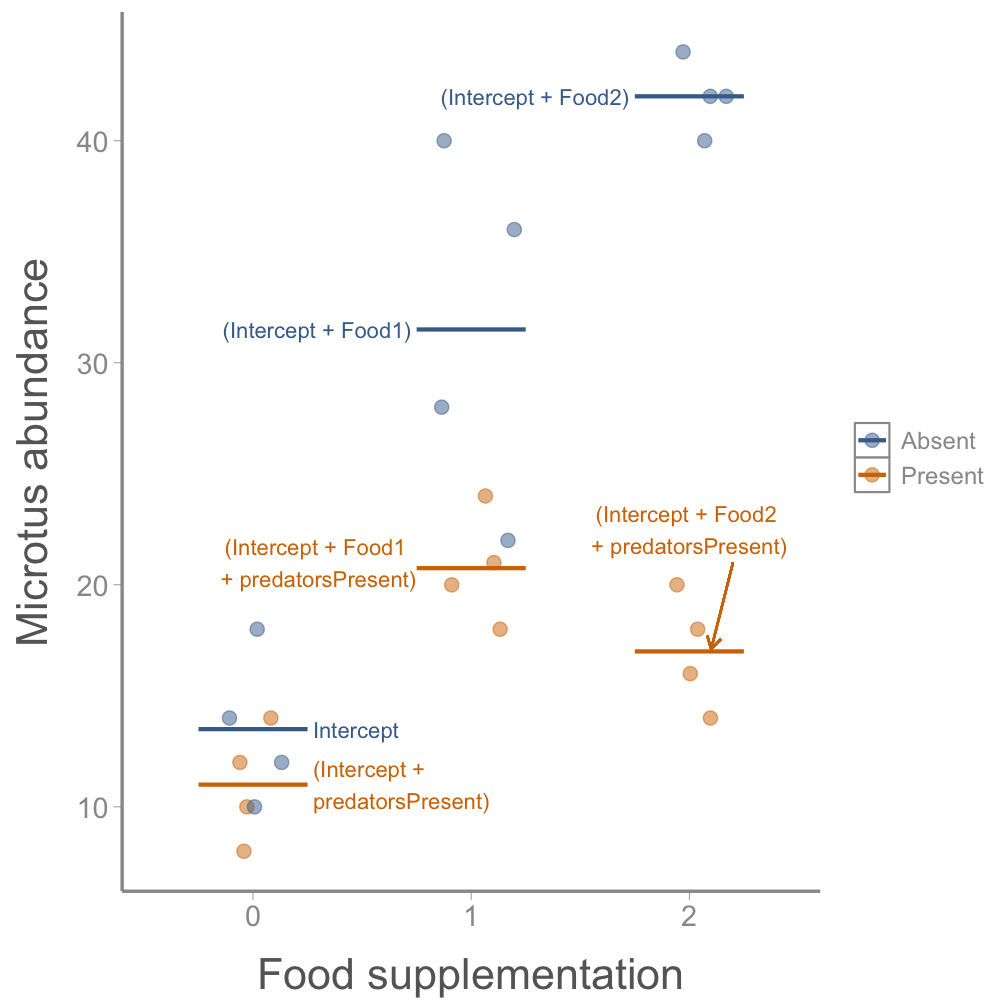 (Intercept + Food2)
40
Microtus abundance
(Intercept + Food1)
30
Absent
Present
(Intercept + Food2
+ predatorsPresent)
(Intercept + Food1
+ predatorsPresent)
20
Intercept
(Intercept +
predatorsPresent)
10
0
1
2
Food supplementation